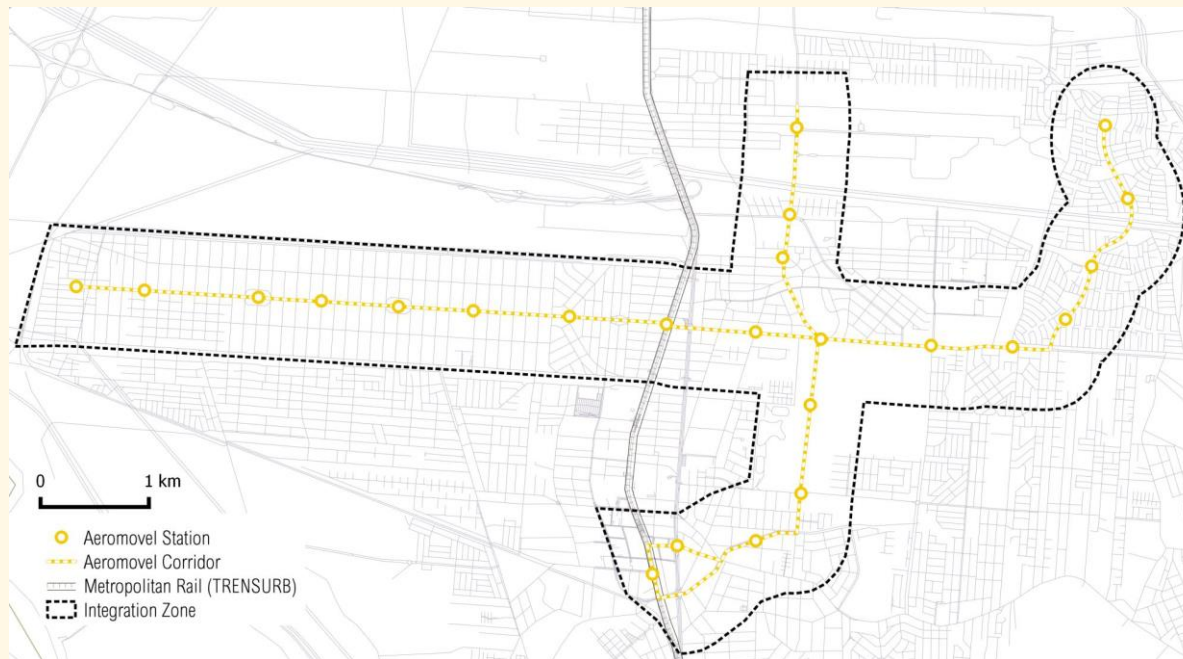 0 1 km
Aeromovel Station
Aeromovel Corridor
Metropolitan Rail (TRENSURB)
Integration Zone